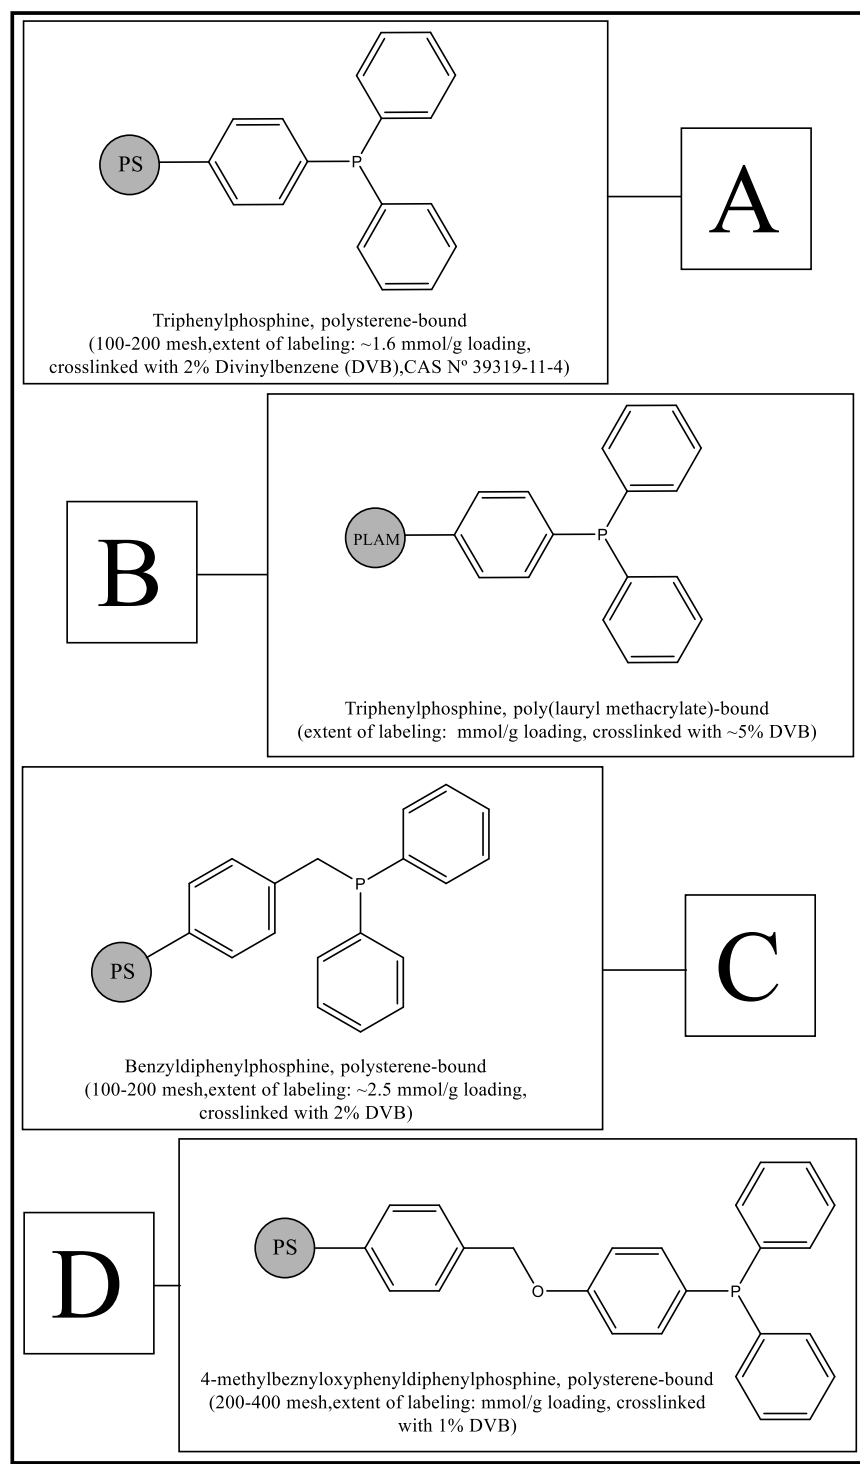 PS
P
A
Triphenylphosphine, polysterene-bound
(100-200 mesh,extent of labeling: ~1.6 mmol/g loading,
crosslinked with 2% Divinylbenzene (DVB),CAS Nº 39319-11-4)
B
PLAM
P
Triphenylphosphine, poly(lauryl methacrylate)-bound
(extent of labeling:  mmol/g loading, crosslinked with ~5% DVB)
P
PS
C
Benzyldiphenylphosphine, polysterene-bound
(100-200 mesh,extent of labeling: ~2.5 mmol/g loading,
crosslinked with 2% DVB)
D
PS
O
P
4-methylbeznyloxyphenyldiphenylphosphine, polysterene-bound
(200-400 mesh,extent of labeling: mmol/g loading, crosslinked
with 1% DVB)